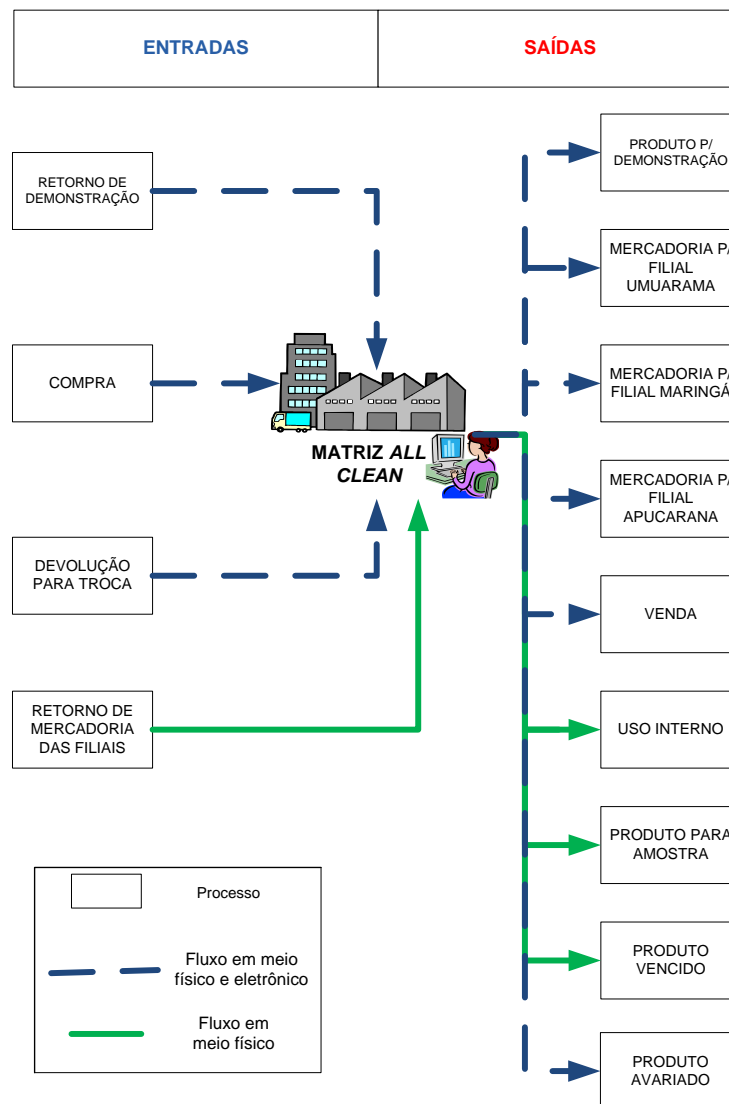 ENTRADAS
SAÍDAS
RETORNO DE
DEMONSTRAÇÃO
COMPRA
DEVOLUÇÃO
PARA TROCA
RETORNO DE
MERCADORIA
DAS FILIAIS
MATRIZ ALL
CLEAN
PRODUTO P/
DEMONSTRAÇÃO
MERCADORIA P/
FILIAL
UMUARAMA
MERCADORIA P/
FILIAL MARINGÁ
MERCADORIA P/
FILIAL
APUCARANA
VENDA
USO INTERNO
PRODUTO PARA
AMOSTRA
PRODUTO
VENCIDO
PRODUTO
AVARIADO
Processo
Fluxo em meio
físico e eletrônico
Fluxo em
meio físico